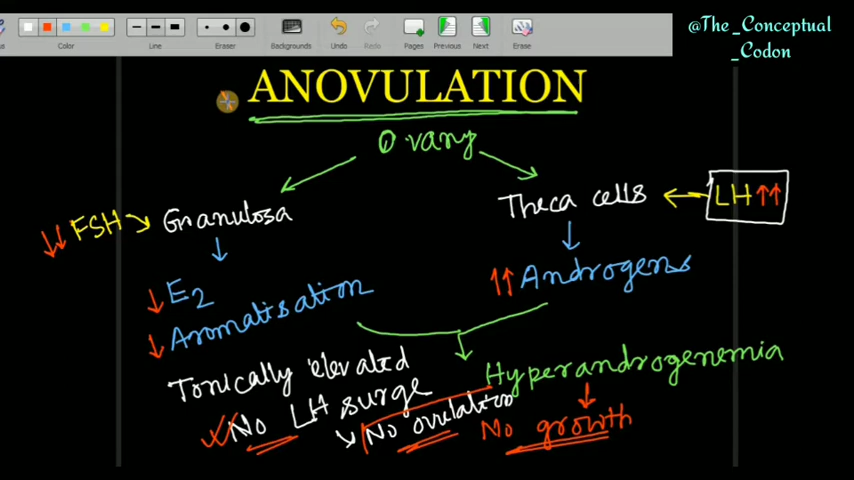 @The_Conceptual
_Codon
Color
Line
Eraser
Backgrounds
Undo
Redo
Pages
Previous
Next
Erase
ANOVULATION
Ovary
↓↓ FSH → Granulosa
Theca cells ← LH ↑↑
↓ E2
↓ Aromatisation
↑↑ Androgens
Tonically elevated
No LH surge
↘ No ovulation
Hyperandrogenemia
No growth